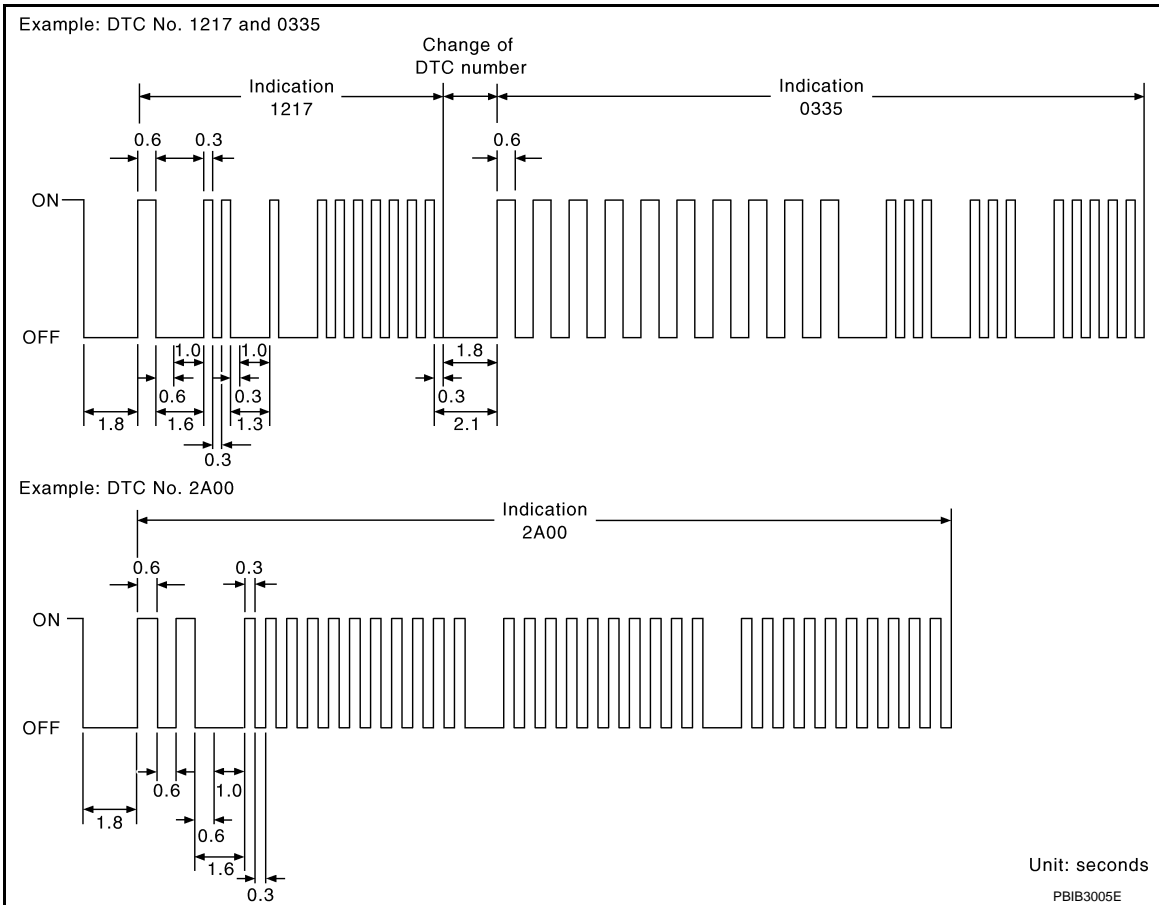 Example: DTC No. 1217 and 0335
Change of
DTC number
Indication
1217
Indication
0335
0.6
0.3
0.6
ON
OFF
1.0
1.0
1.8
0.6
0.3
0.3
1.8
1.6
1.3
2.1
0.3
Example: DTC No. 2A00
Indication
2A00
0.6
0.3
ON
OFF
0.6
1.0
1.8
0.6
1.6
0.3
Unit: seconds
PBIB3005E